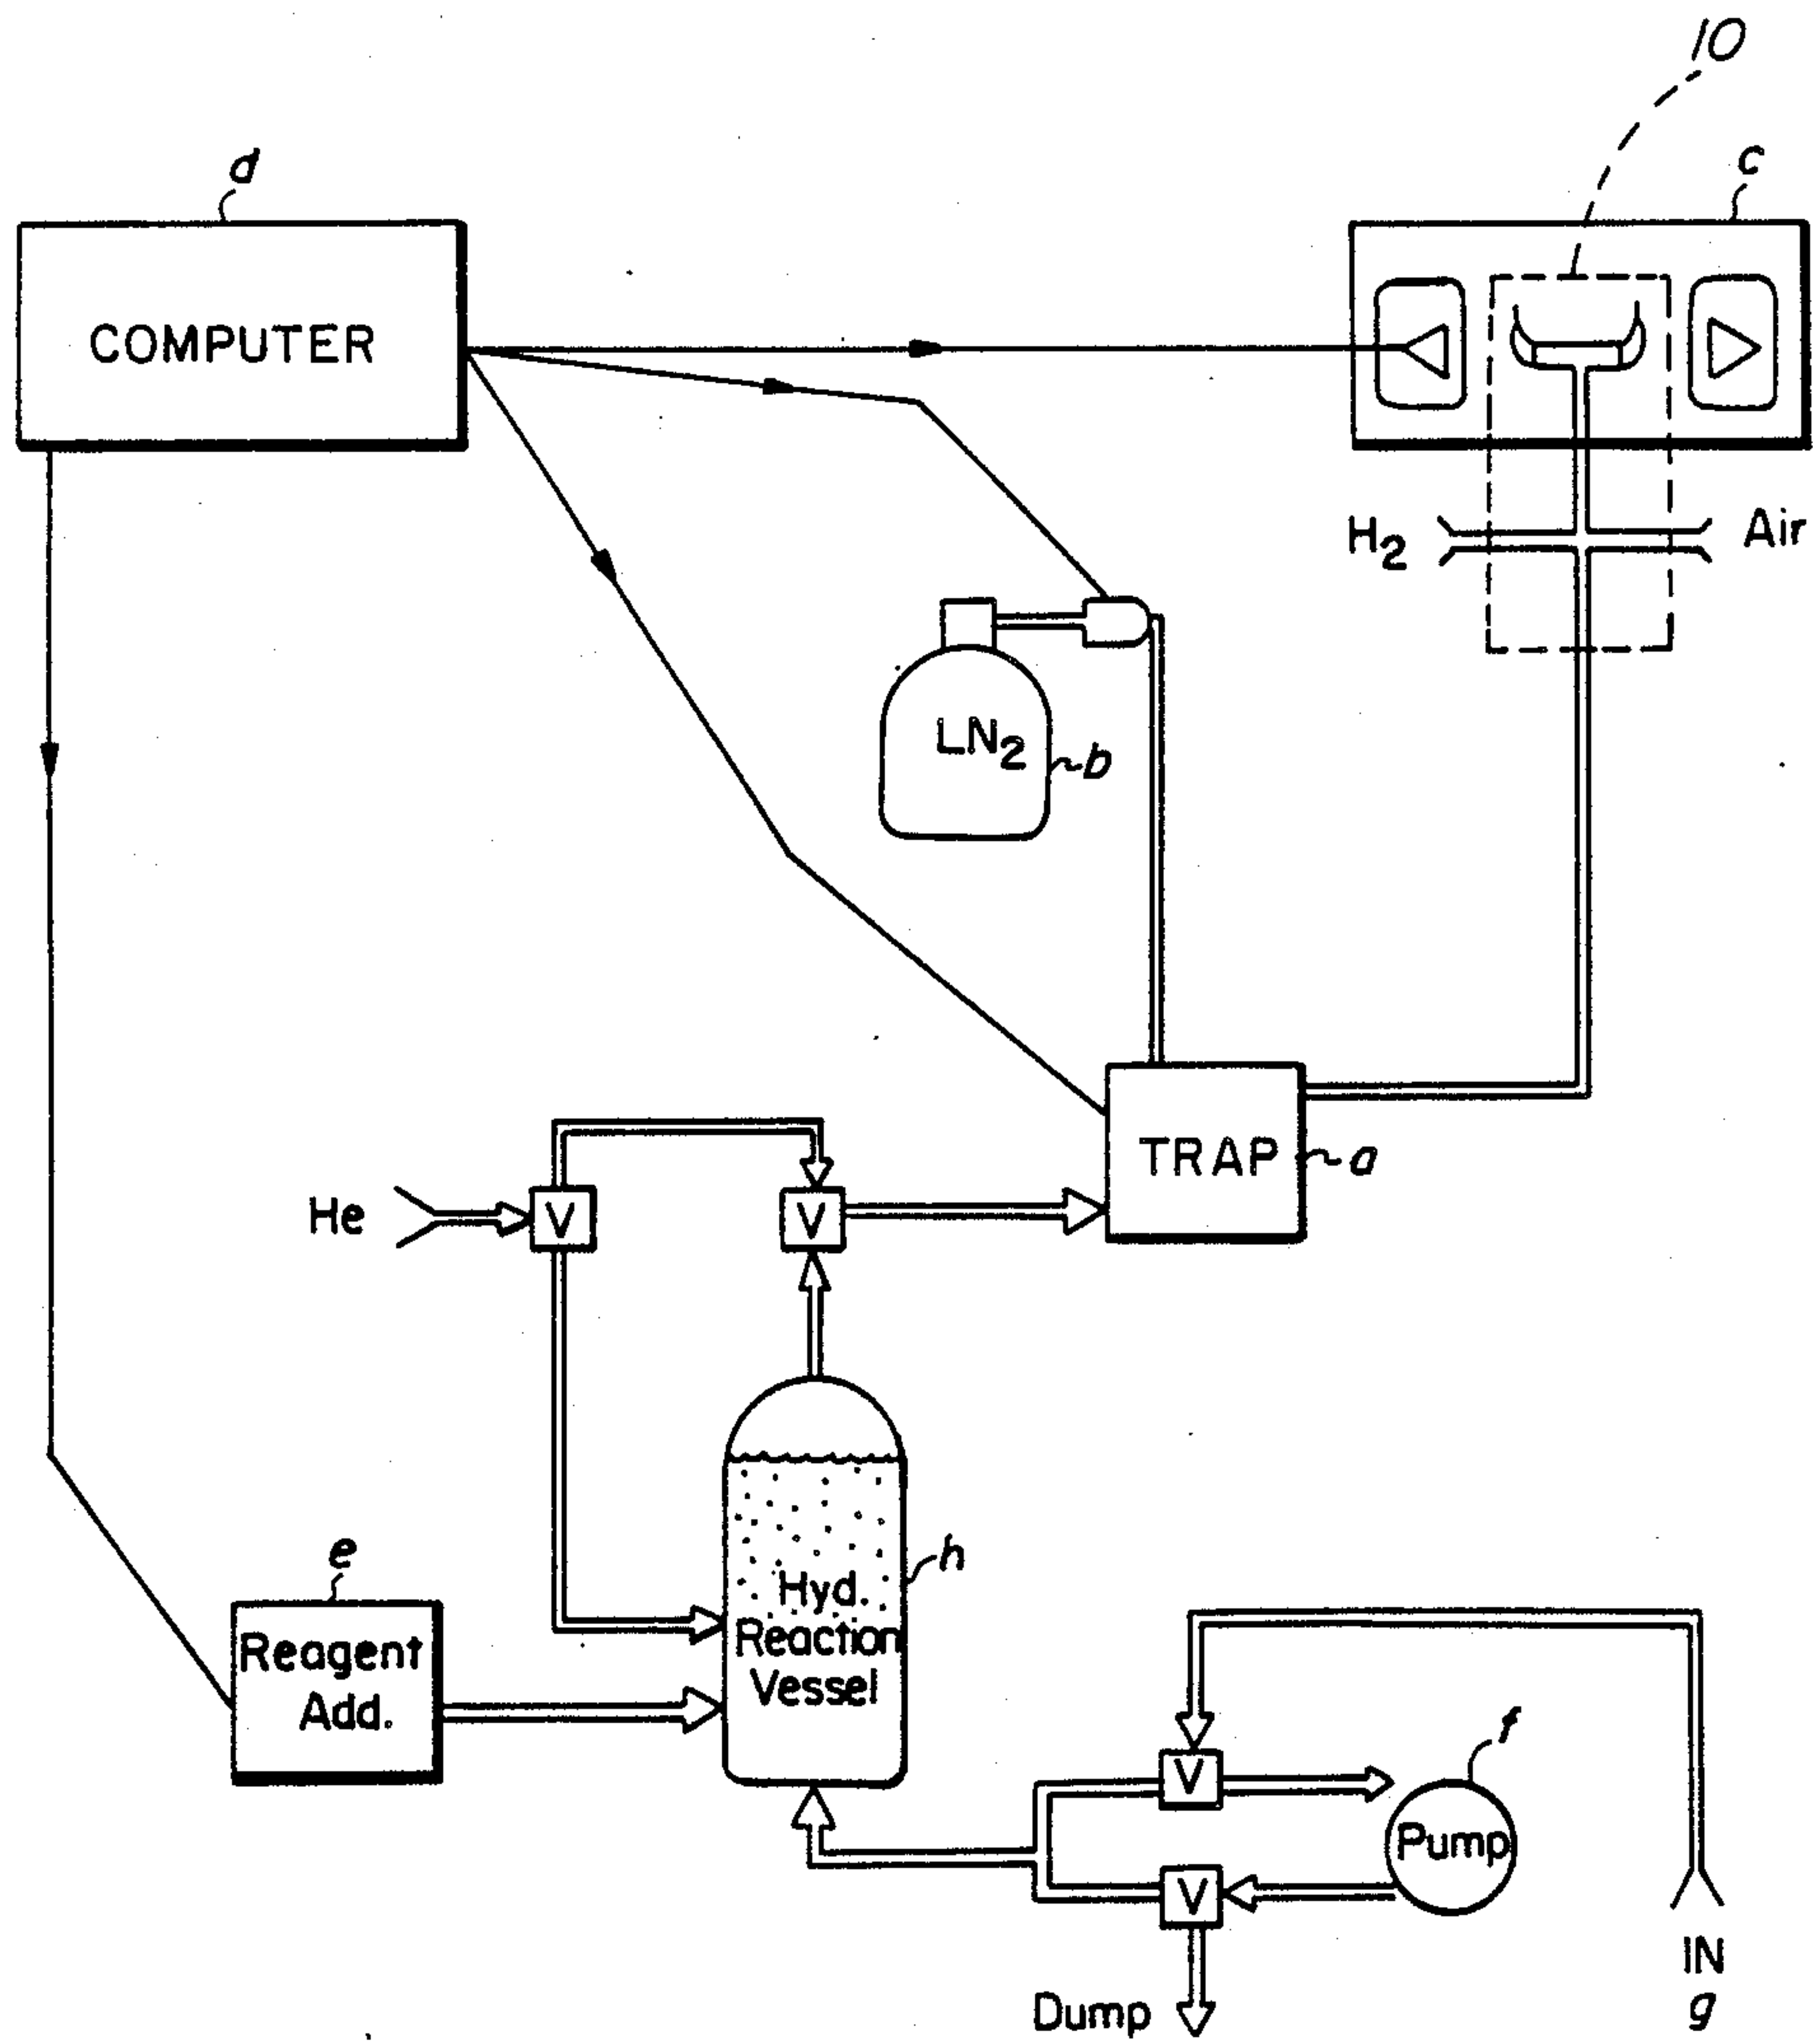 10
d
c
COMPUTER
H2
Air
LN2
b
TRAP
a
He
V
V
h
e
Hyd.
Reaction
Vessel
Reagent
Add.
f
V
Pump
V
IN
g
Dump